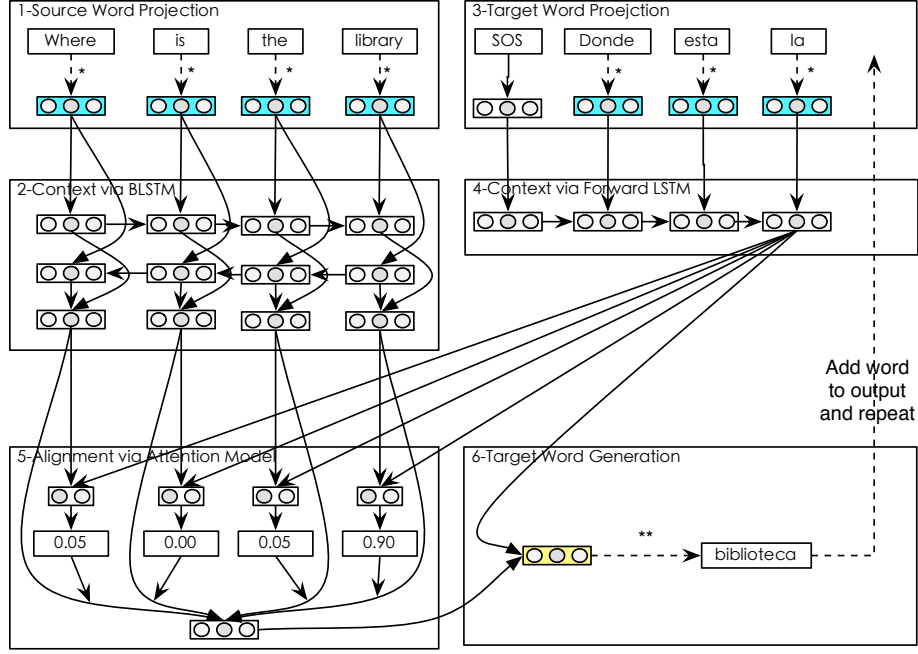 1-Source Word Projection
Where is the library
* * * *
3-Target Word Proejction
SOS Donde esta la
* * *
2-Context via BLSTM
4-Context via Forward LSTM
Add word
to output
and repeat
5-Alignment via Attention Model
0.05 0.00 0.05 0.90
6-Target Word Generation
**
biblioteca